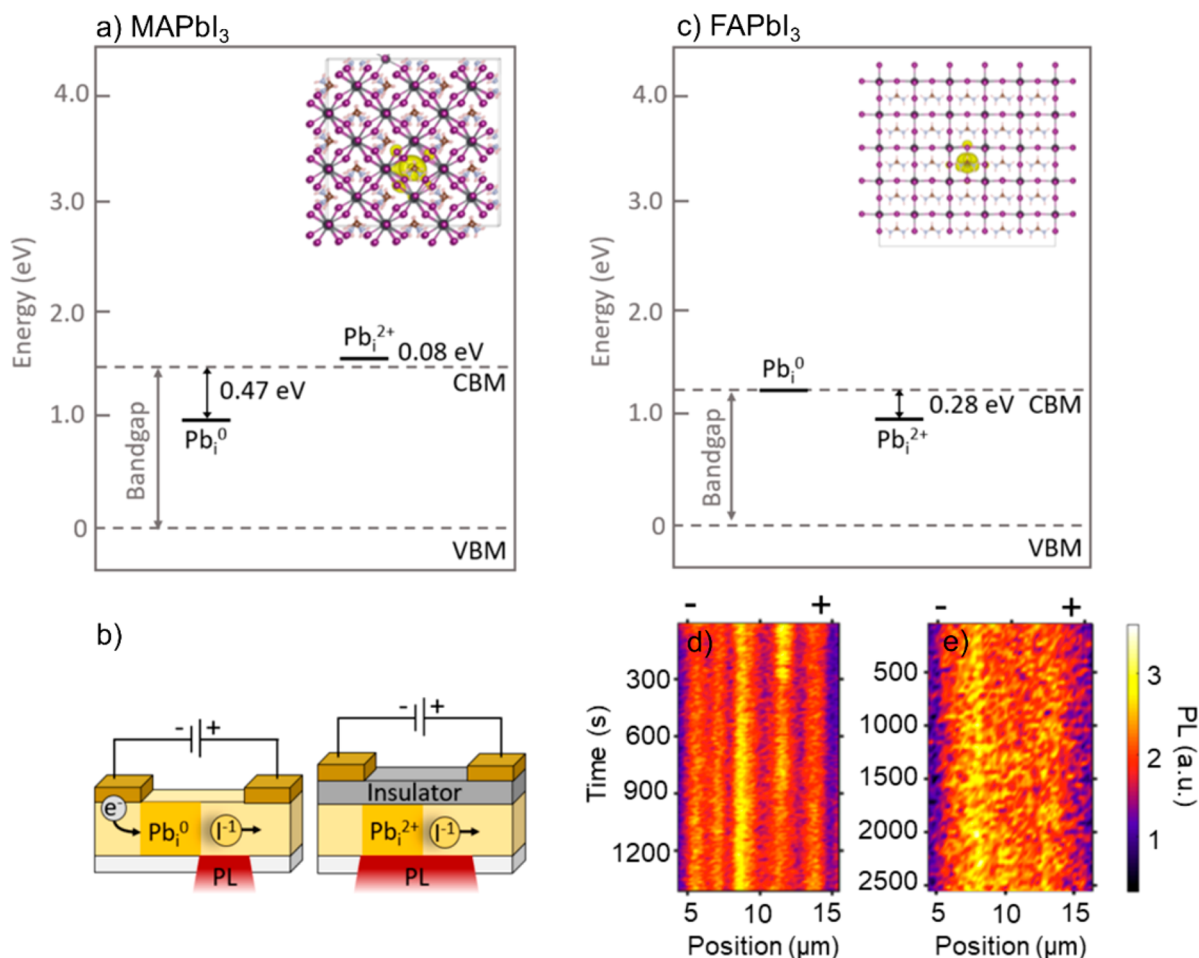 a) MAPbI₃
4.0
3.0
2.0
1.0
0
Energy (eV)
Bandgap
0.47 eV
Pbᵢ⁰
Pbᵢ²⁺
0.08 eV
CBM
VBM
c) FAPbI₃
4.0
3.0
2.0
1.0
0
Energy (eV)
Bandgap
Pbᵢ⁰
0.28 eV
CBM
Pbᵢ²⁺
VBM
b)
- +
e⁻
Pbᵢ⁰
I⁻¹
PL
- +
Insulator
Pbᵢ²⁺
I⁻¹
PL
- +
d)
300
600
900
1200
Time (s)
5 10 15
Position (µm)
- +
e)
500
1000
1500
2000
2500
5 10 15
Position (µm)
3
2
1
PL (a.u.)